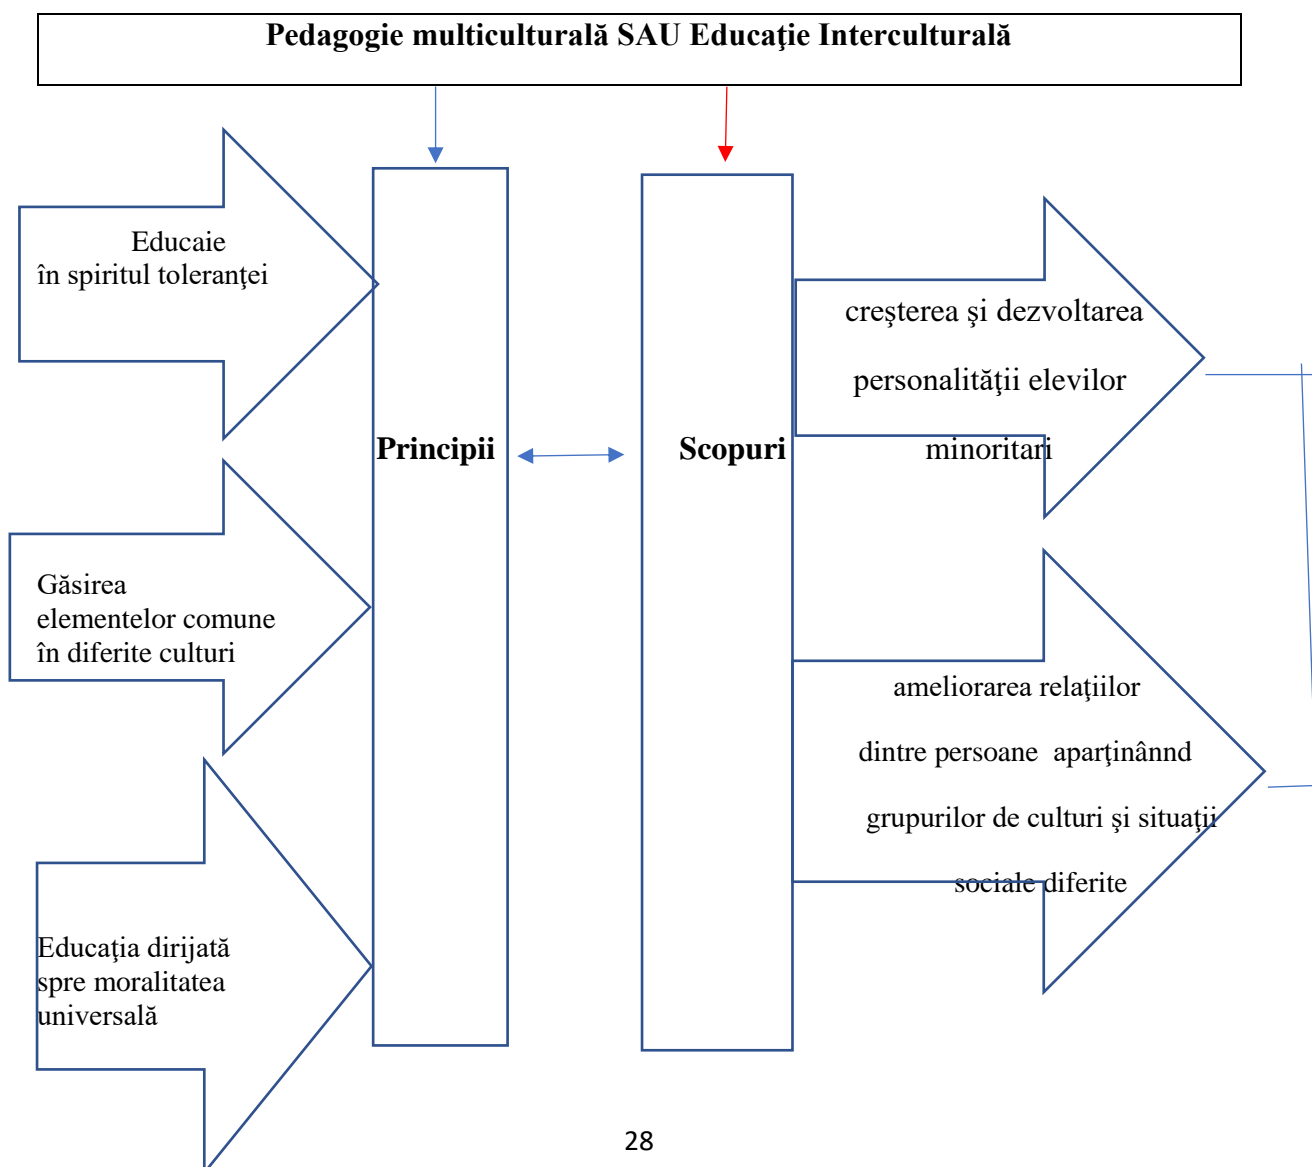 Pedagogie multiculturală SAU Educaţie Interculturală
Educaie
în spiritul toleranţei
Găsirea
elementelor comune
în diferite culturi
Educaţia dirijată
spre moralitatea
universală
Principii
Scopuri
creşterea şi dezvoltarea
personalităţii elevilor
minoritari
ameliorarea relaţiilor
dintre persoane aparţinânnd
grupurilor de culturi şi situaţii
sociale diferite
28